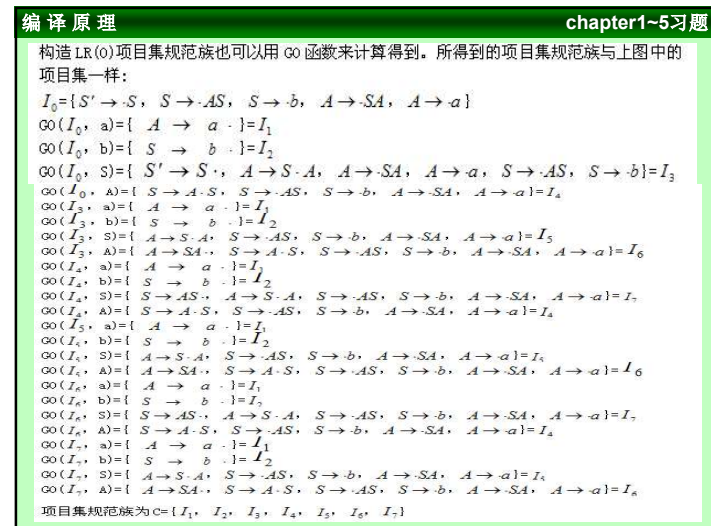 编 译 原 理
chapter1~5习题
构造 LR(0)项目集规范族也可以用 GO 函数来计算得到。所得到的项目集规范族与上图中的
项目集一样:
I₀={S′→·S, S→·AS, S→·b, A→·SA, A→·a}
GO(I₀, a)={ A → a · }=I₁
GO(I₀, b)={ S → b · }=I₂
GO(I₀, S)={ S′→S·, A→S·A, A→·SA, A→·a, S→·AS, S→·b}=I₃
GO(I₀, A)={ S→A·S, S→·AS, S→·b, A→·SA, A→·a}=I₄
GO(I₃, a)={ A → a · }=I₁
GO(I₃, b)={ S → b · }=I₂
GO(I₃, S)={ A→S·A, S→·AS, S→·b, A→·SA, A→·a}=I₅
GO(I₃, A)={ A→SA·, S→A·S, S→·AS, S→·b, A→·SA, A→·a}=I₆
GO(I₄, a)={ A → a · }=I₁
GO(I₄, b)={ S → b · }=I₂
GO(I₄, S)={ S→AS·, A→S·A, S→·AS, S→·b, A→·SA, A→·a}=I₇
GO(I₄, A)={ S→A·S, S→·AS, S→·b, A→·SA, A→·a}=I₄
GO(I₅, a)={ A → a · }=I₁
GO(I₅, b)={ S → b · }=I₂
GO(I₅, S)={ A→S·A, S→·AS, S→·b, A→·SA, A→·a}=I₅
GO(I₅, A)={ A→SA·, S→A·S, S→·AS, S→·b, A→·SA, A→·a}=I₆
GO(I₆, a)={ A → a · }=I₁
GO(I₆, b)={ S → b · }=I₂
GO(I₆, S)={ S→AS·, A→S·A, S→·AS, S→·b, A→·SA, A→·a}=I₇
GO(I₆, A)={ S→A·S, S→·AS, S→·b, A→·SA, A→·a}=I₄
GO(I₇, a)={ A → a · }=I₁
GO(I₇, b)={ S → b · }=I₂
GO(I₇, S)={ A→S·A, S→·AS, S→·b, A→·SA, A→·a}=I₅
GO(I₇, A)={ A→SA·, S→A·S, S→·AS, S→·b, A→·SA, A→·a}=I₆
项目集规范族为 C={I₁, I₂, I₃, I₄, I₅, I₆, I₇}